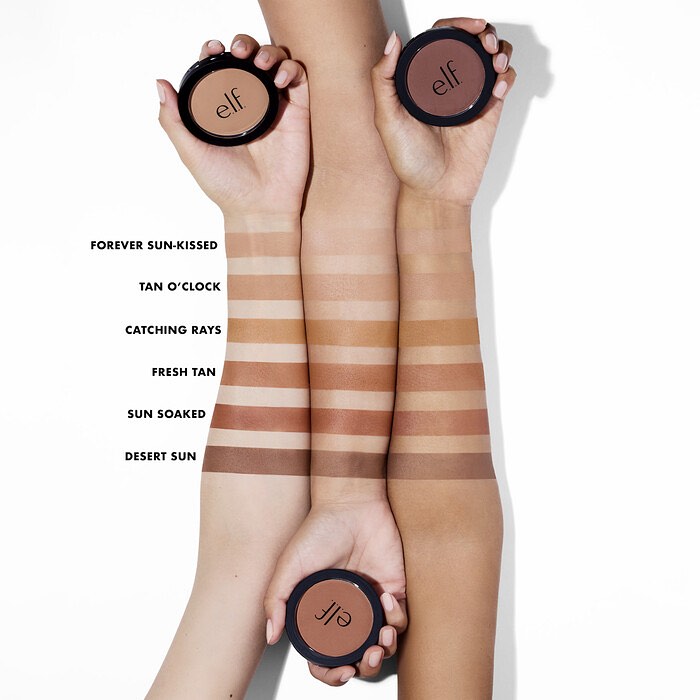 e.l.f.
e.l.f.
FOREVER SUN-KISSED
TAN O'CLOCK
CATCHING RAYS
FRESH TAN
SUN SOAKED
DESERT SUN
e.l.f.